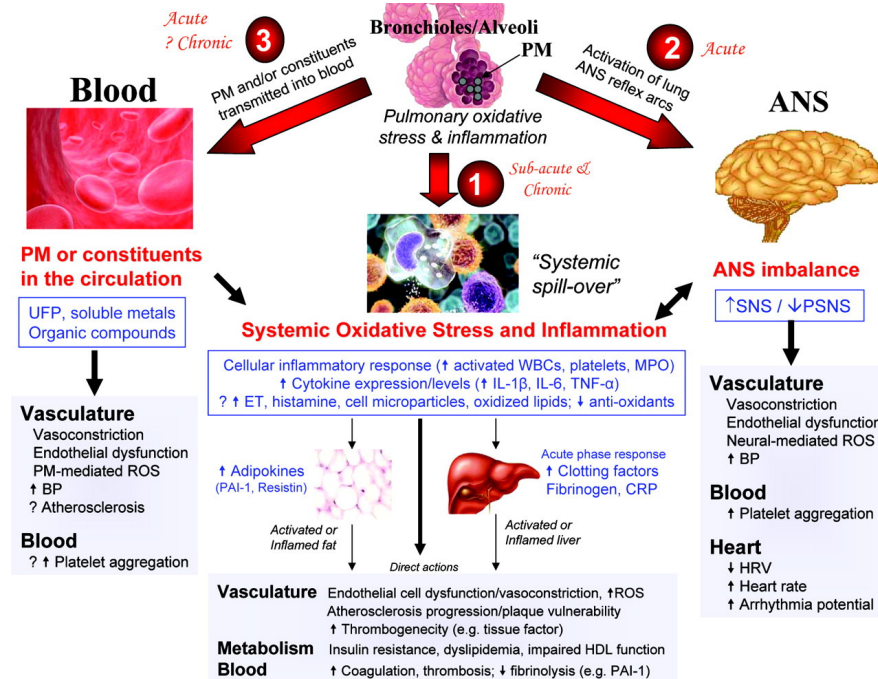 Acute
? Chronic
3
PM and/or constituents
transmitted into blood
Bronchioles/Alveoli
PM
Pulmonary oxidative
stress & inflammation
2
Acute
Activation of lung
ANS reflex arcs
Blood
ANS
1
Sub-acute &
Chronic
"Systemic
spill-over"
PM or constituents
in the circulation
UFP, soluble metals
Organic compounds
Vasculature
Vasoconstriction
Endothelial dysfunction
PM-mediated ROS
↑ BP
? Atherosclerosis
Blood
? ↑ Platelet aggregation
Systemic Oxidative Stress and Inflammation
Cellular inflammatory response (↑ activated WBCs, platelets, MPO)
↑ Cytokine expression/levels (↑ IL-1β, IL-6, TNF-α)
? ↑ ET, histamine, cell microparticles, oxidized lipids; ↓ anti-oxidants
↑ Adipokines
(PAI-1, Resistin)
Activated or
Inflamed fat
Acute phase response
↑ Clotting factors
Fibrinogen, CRP
Activated or
Inflamed liver
Direct actions
Vasculature Endothelial cell dysfunction/vasoconstriction, ↑ROS
Atherosclerosis progression/plaque vulnerability
↑ Thrombogenecity (e.g. tissue factor)
Metabolism Insulin resistance, dyslipidemia, impaired HDL function
Blood ↑ Coagulation, thrombosis; ↓ fibrinolysis (e.g. PAI-1)
ANS imbalance
↑SNS / ↓PSNS
Vasculature
Vasoconstriction
Endothelial dysfunction
Neural-mediated ROS
↑ BP
Blood
↑ Platelet aggregation
Heart
↓ HRV
↑ Heart rate
↑ Arrhythmia potential